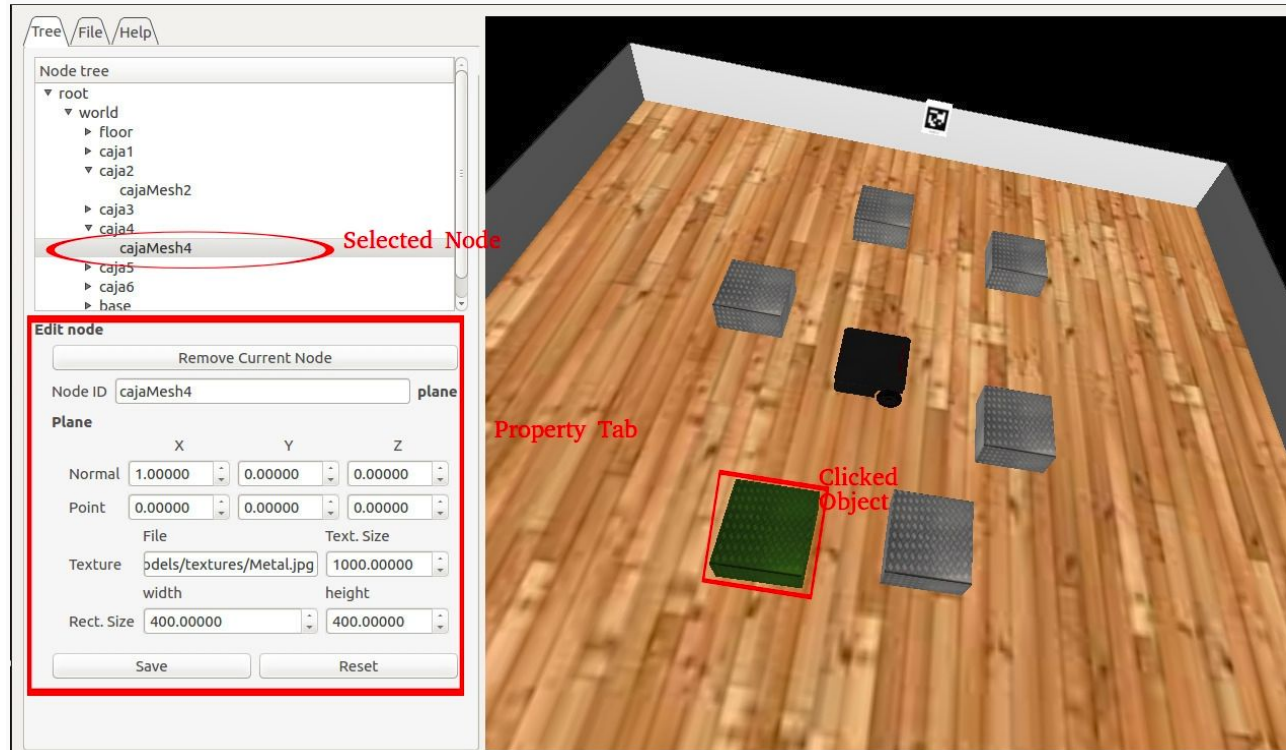 Tree File Help
Node tree
root
world
floor
caja1
caja2
cajaMesh2
caja3
caja4
cajaMesh4
Selected Node
caja5
caja6
base
Edit node
Remove Current Node
Node ID cajaMesh4 plane
Plane
X Y Z
Normal 1.00000 0.00000 0.00000
Point 0.00000 0.00000 0.00000
File Text. Size
Texture odels/textures/Metal.jpg 1000.00000
width height
Rect. Size 400.00000 400.00000
Save Reset
Property Tab
Clicked
Object